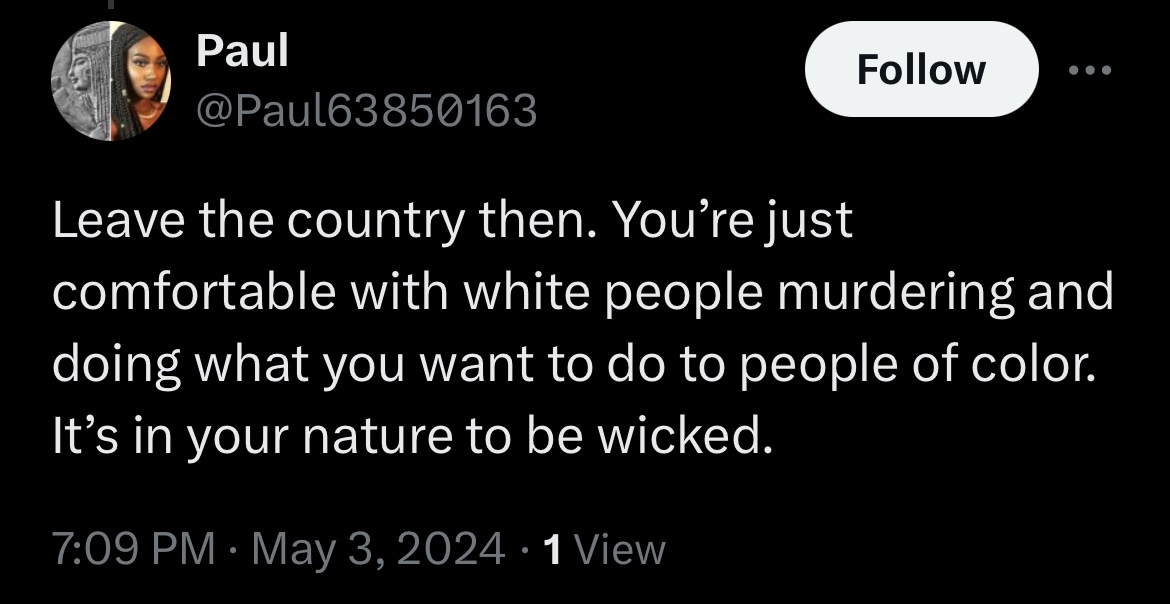 Paul
Follow
@Paul63850163
Leave the country then. You’re just
comfortable with white people murdering and
doing what you want to do to people of color.
It’s in your nature to be wicked.
7:09 PM · May 3, 2024 · 1 View